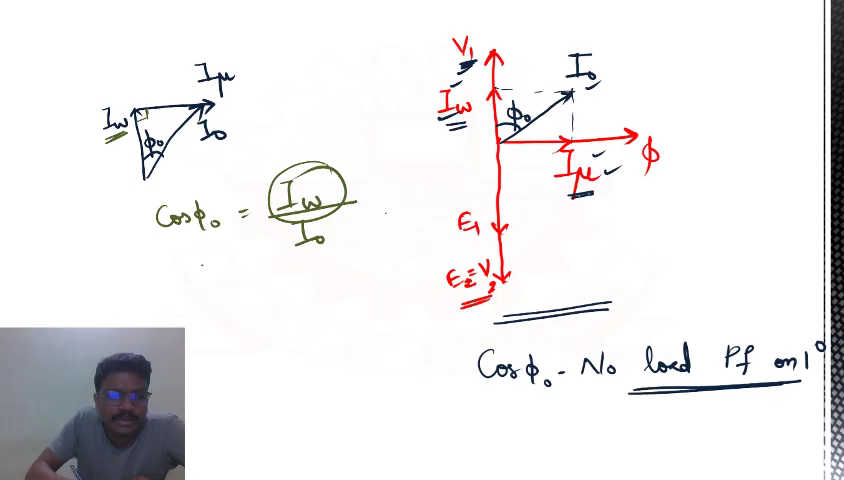 Iμ
Iw
I0
ϕ0
Cosϕ0 = Iw / I0
V1
I0
Iw
ϕ0
Iμ
ϕ
E1
E2=V2
Cosϕ0 - No load Pf on 1°